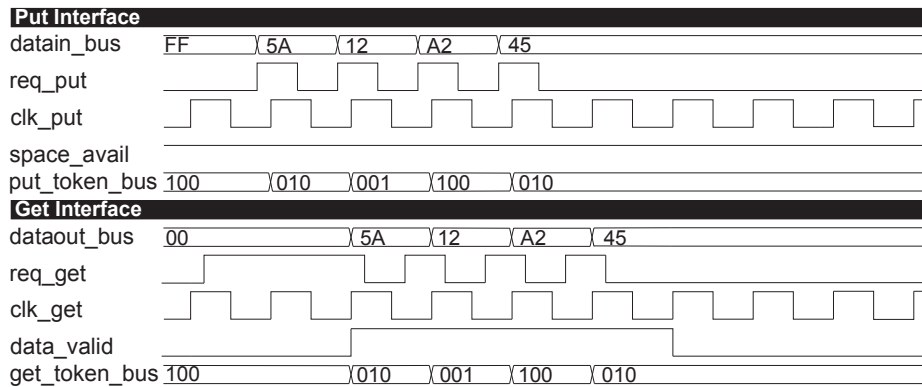 Put Interface
datain_bus FF 5A 12 A2 45
req_put
clk_put
space_avail
put_token_bus 100 010 001 100 010
Get Interface
dataout_bus 00 5A 12 A2 45
req_get
clk_get
data_valid
get_token_bus 100 010 001 100 010